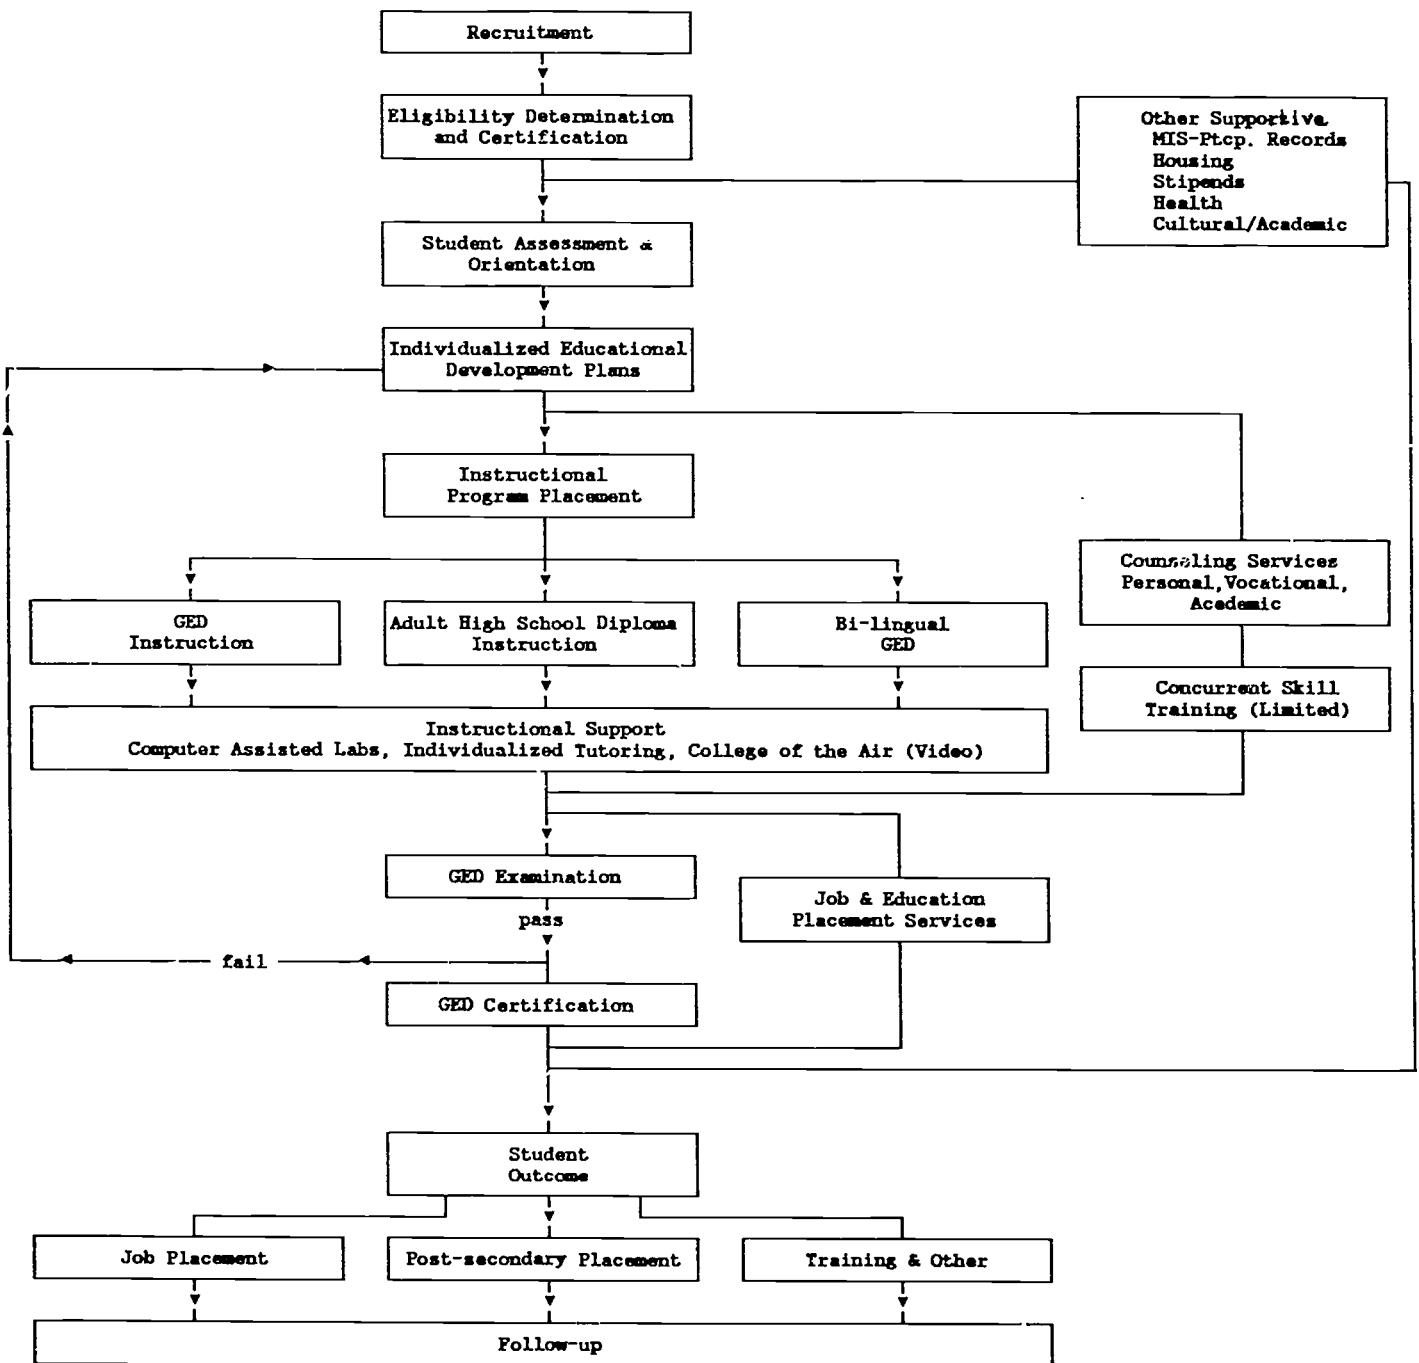 Recruitment
Eligibility Determination
and Certification
Other Supportive
MIS-Ptcp. Records
Housing
Stipends
Health
Cultural/Academic
Student Assessment &
Orientation
Individualized Educational
Development Plans
Instructional
Program Placement
Counseling Services
Personal,Vocational,
Academic
GED
Instruction
Adult High School Diploma
Instruction
Bi-lingual
GED
Concurrent Skill
Training (Limited)
Instructional Support
Computer Assisted Labs, Individualized Tutoring, College of the Air (Video)
GED Examination
Job & Education
Placement Services
pass
fail
GED Certification
Student
Outcome
Job Placement
Post-secondary Placement
Training & Other
Follow-up